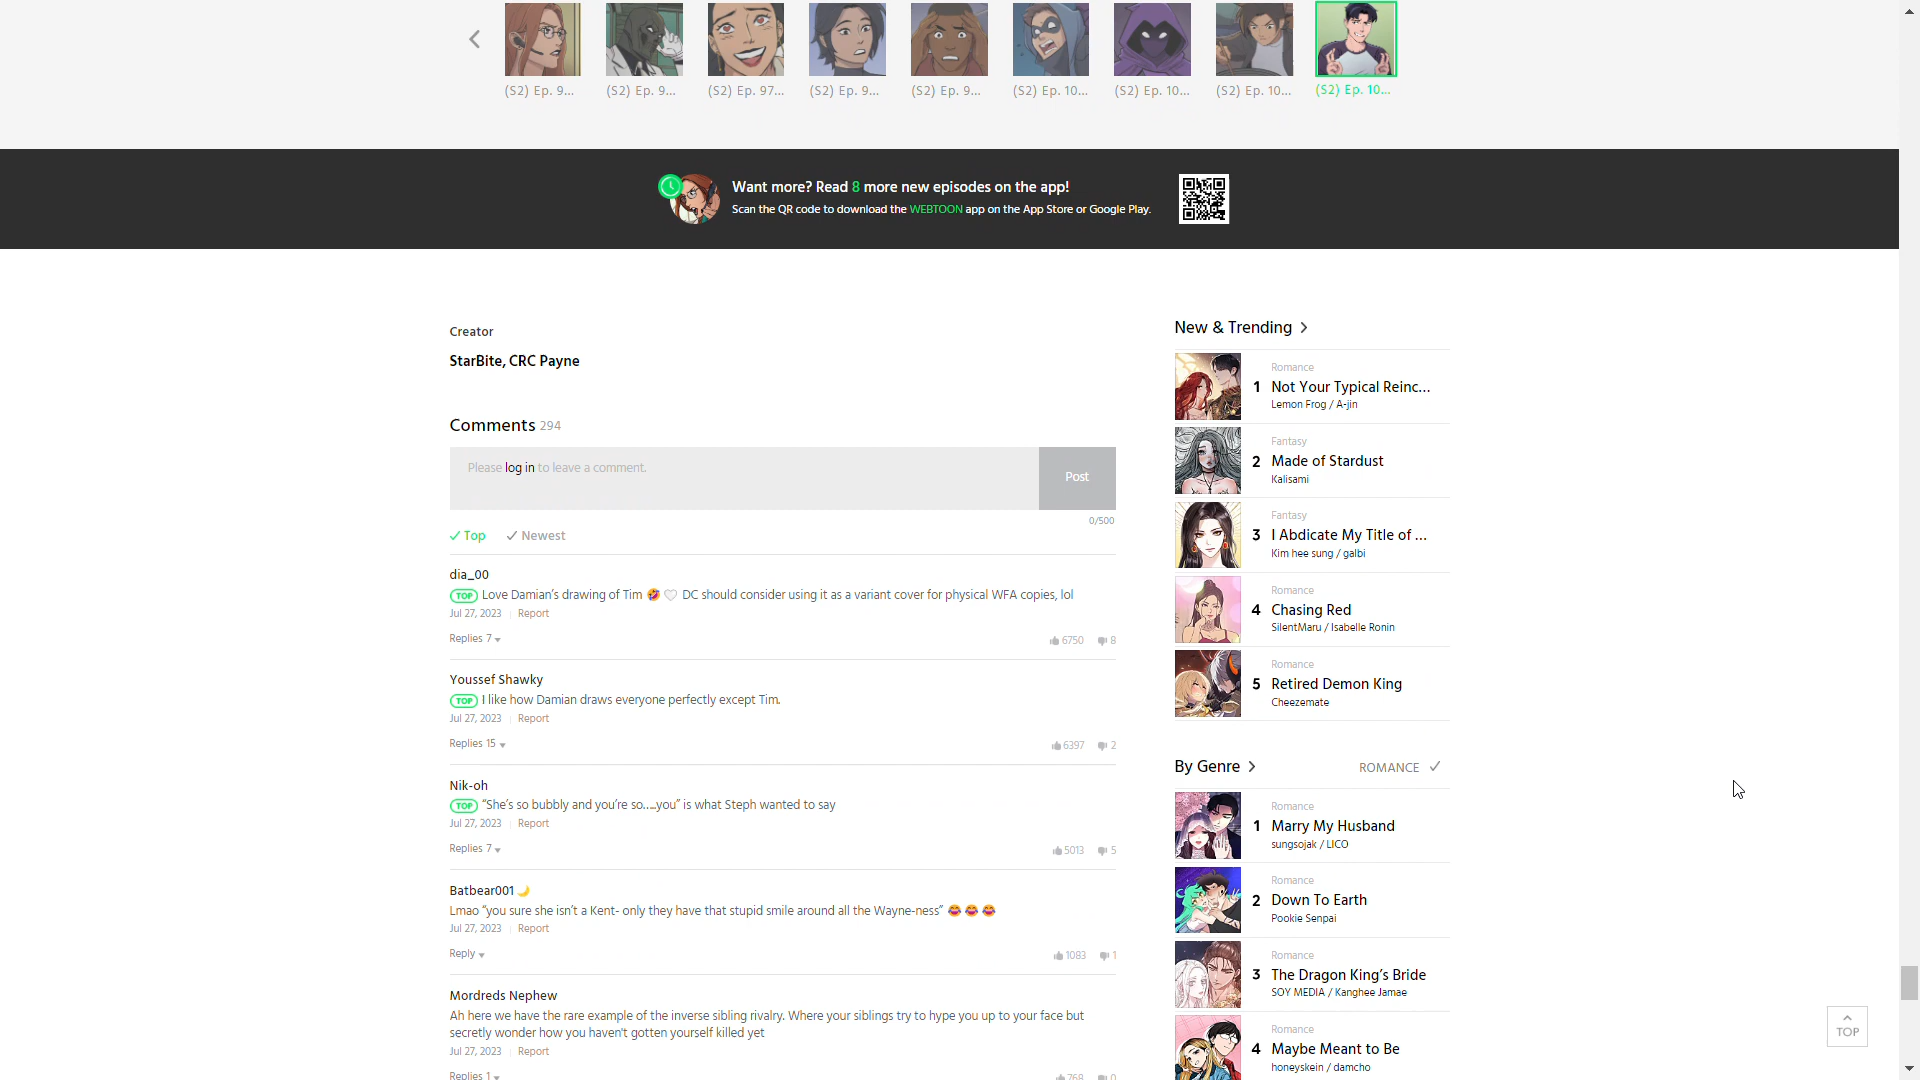 (S2) Ep. 9...
(S2) Ep. 9...
(S2) Ep. 97...
(S2) Ep. 9...
(S2) Ep. 9...
(S2) Ep. 10...
(S2) Ep. 10...
(S2) Ep. 10...
(S2) Ep. 10...
Want more? Read 8 more new episodes on the app!
Scan the QR code to download the WEBTOON app on the App Store or Google Play.
Creator
StarBite, CRC Payne
Comments 294
Please log in to leave a comment.
Post
0/500
Top
Newest
dia_00
TOP Love Damian's drawing of Tim 🤣 🤍 DC should consider using it as a variant cover for physical WFA copies, lol
Jul 27, 2023 Report
Replies 7
6750 8
Youssef Shawky
TOP I like how Damian draws everyone perfectly except Tim.
Jul 27, 2023 Report
Replies 15
6397 2
Nik-oh
TOP “She’s so bubbly and you’re so.....you” is what Steph wanted to say
Jul 27, 2023 Report
Replies 7
5013 5
Batbear001 🌙
Lmao “you sure she isn’t a Kent- only they have that stupid smile around all the Wayne-ness” 😂 😂 😂
Jul 27, 2023 Report
Reply
1083 1
Mordreds Nephew
Ah here we have the rare example of the inverse sibling rivalry. Where your siblings try to hype you up to your face but
secretly wonder how you haven't gotten yourself killed yet
Jul 27, 2023 Report
Replies 1
768 0
New & Trending
Romance
1 Not Your Typical Reinc...
Lemon Frog / A-jin
Fantasy
2 Made of Stardust
Kalisami
Fantasy
3 I Abdicate My Title of ...
Kim hee sung / galbi
Romance
4 Chasing Red
SilentMaru / Isabelle Ronin
Romance
5 Retired Demon King
Cheezemate
By Genre
ROMANCE
Romance
1 Marry My Husband
sungsojak / LICO
Romance
2 Down To Earth
Pookie Senpai
Romance
3 The Dragon King’s Bride
SOY MEDIA / Kanghee Jamae
Romance
4 Maybe Meant to Be
honeyskein / damcho
TOP